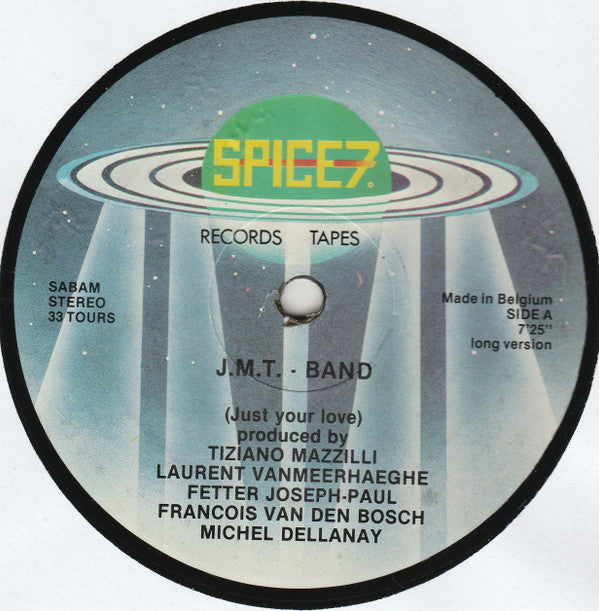 SPICE7.
RECORDS TAPES
SABAM
STEREO
33 TOURS
Made in Belgium
SIDE A
7'25"
long version
J.M.T. - BAND
(Just your love)
produced by
TIZIANO MAZZILLI
LAURENT VANMEERHAEGHE
FETTER JOSEPH-PAUL
FRANCOIS VAN DEN BOSCH
MICHEL DELLANAY